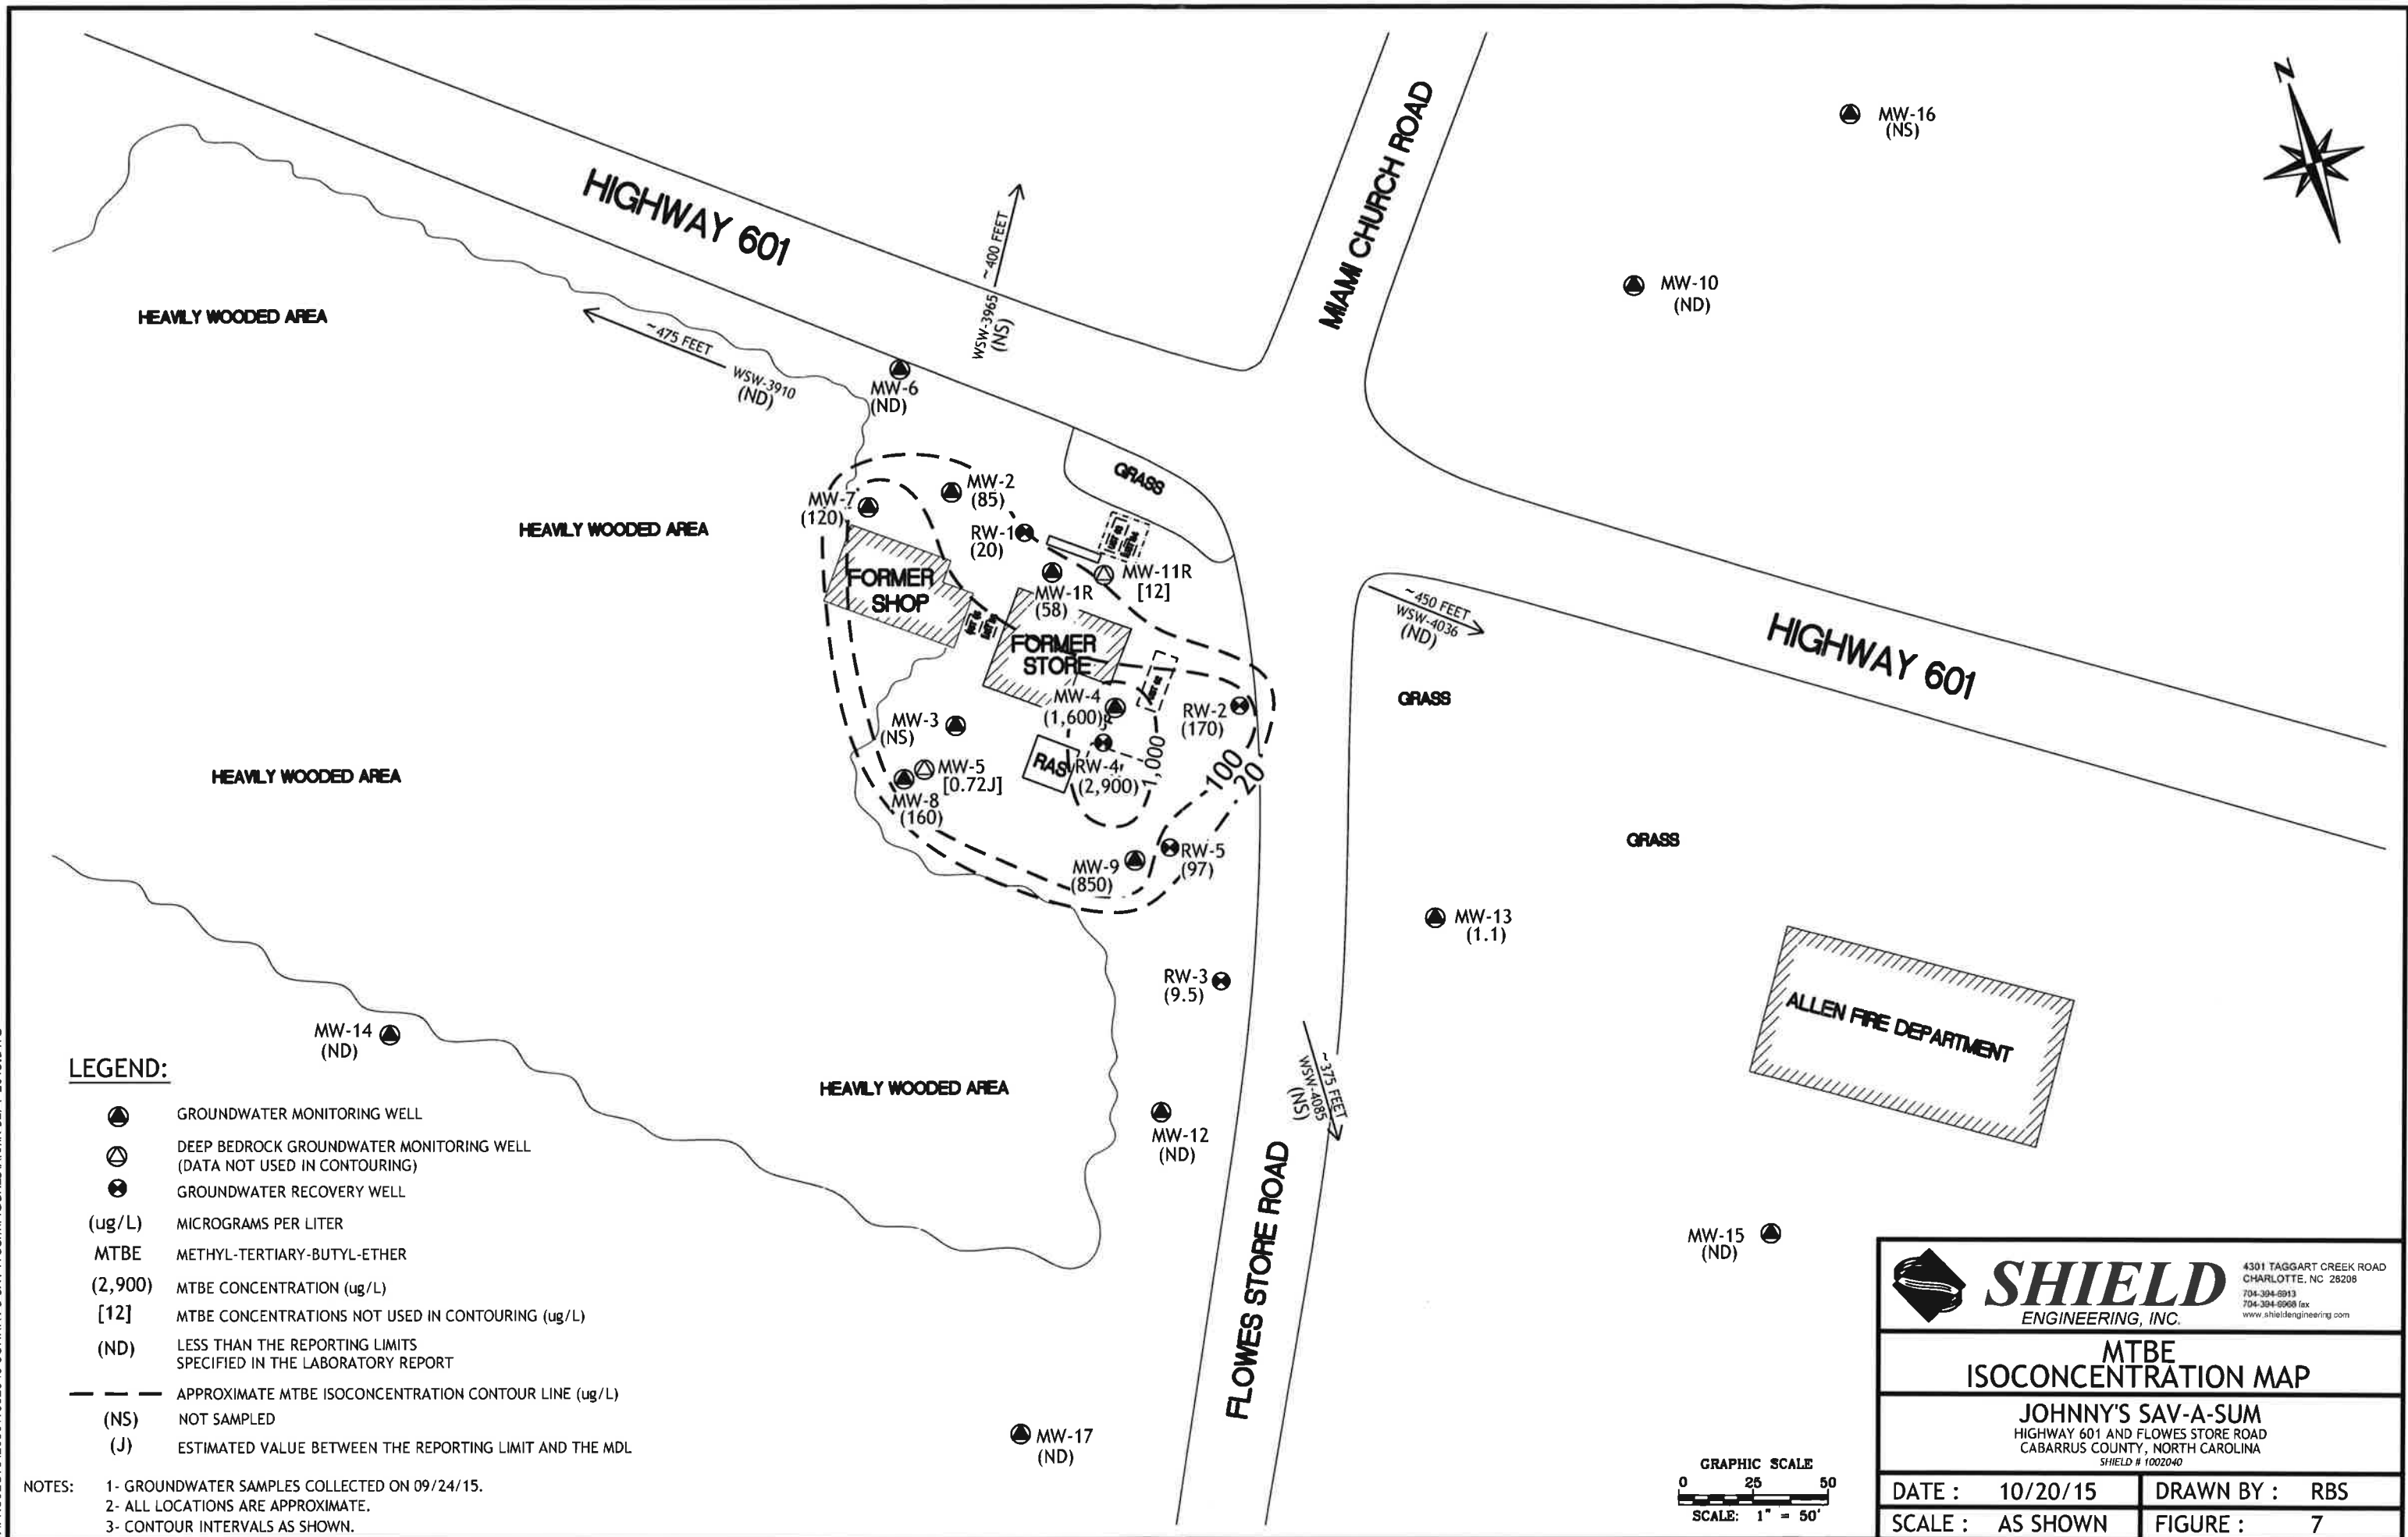 N
MW-16
(NS)
MW-10
(ND)
HIGHWAY 601
MIAMI CHURCH ROAD
WSW-3965 ~400 FEET
(NS)
HEAVILY WOODED AREA
~475 FEET
WSW-3910
(ND)
MW-6
(ND)
GRASS
MW-2
(85)
MW-7
(120)
RW-1
(20)
HEAVILY WOODED AREA
MW-11R
[12]
MW-1R
(58)
FORMER
SHOP
FORMER
STORE
~450 FEET
WSW-4036
(ND)
HIGHWAY 601
GRASS
MW-4
(1,600)
RW-2
(170)
MW-3
(NS)
RAS
RW-4
(2,900)
1,000
100
20
MW-5
[0.72J]
MW-8
(160)
HEAVILY WOODED AREA
GRASS
RW-5
(97)
MW-9
(850)
MW-13
(1.1)
RW-3
(9.5)
ALLEN FIRE DEPARTMENT
MW-14
(ND)
~375 FEET
WSW-4085
(NS)
HEAVILY WOODED AREA
MW-12
(ND)
FLOWES STORE ROAD
MW-15
(ND)
MW-17
(ND)
LEGEND:
GROUNDWATER MONITORING WELL
DEEP BEDROCK GROUNDWATER MONITORING WELL
(DATA NOT USED IN CONTOURING)
GROUNDWATER RECOVERY WELL
(ug/L) MICROGRAMS PER LITER
MTBE METHYL-TERTIARY-BUTYL-ETHER
(2,900) MTBE CONCENTRATION (ug/L)
[12] MTBE CONCENTRATIONS NOT USED IN CONTOURING (ug/L)
(ND) LESS THAN THE REPORTING LIMITS
SPECIFIED IN THE LABORATORY REPORT
APPROXIMATE MTBE ISOCONCENTRATION CONTOUR LINE (ug/L)
(NS) NOT SAMPLED
(J) ESTIMATED VALUE BETWEEN THE REPORTING LIMIT AND THE MDL
NOTES: 1- GROUNDWATER SAMPLES COLLECTED ON 09/24/15.
2- ALL LOCATIONS ARE APPROXIMATE.
3- CONTOUR INTERVALS AS SHOWN.
GRAPHIC SCALE
0 25 50
SCALE: 1" = 50'
SHIELD
ENGINEERING, INC.
4301 TAGGART CREEK ROAD
CHARLOTTE, NC 28208
704-394-6913
704-394-6968 fax
www.shieldengineering.com
MTBE
ISOCONCENTRATION MAP
JOHNNY'S SAV-A-SUM
HIGHWAY 601 AND FLOWES STORE ROAD
CABARRUS COUNTY, NORTH CAROLINA
SHIELD # 1002040
DATE : 10/20/15 DRAWN BY : RBS
SCALE : AS SHOWN FIGURE : 7